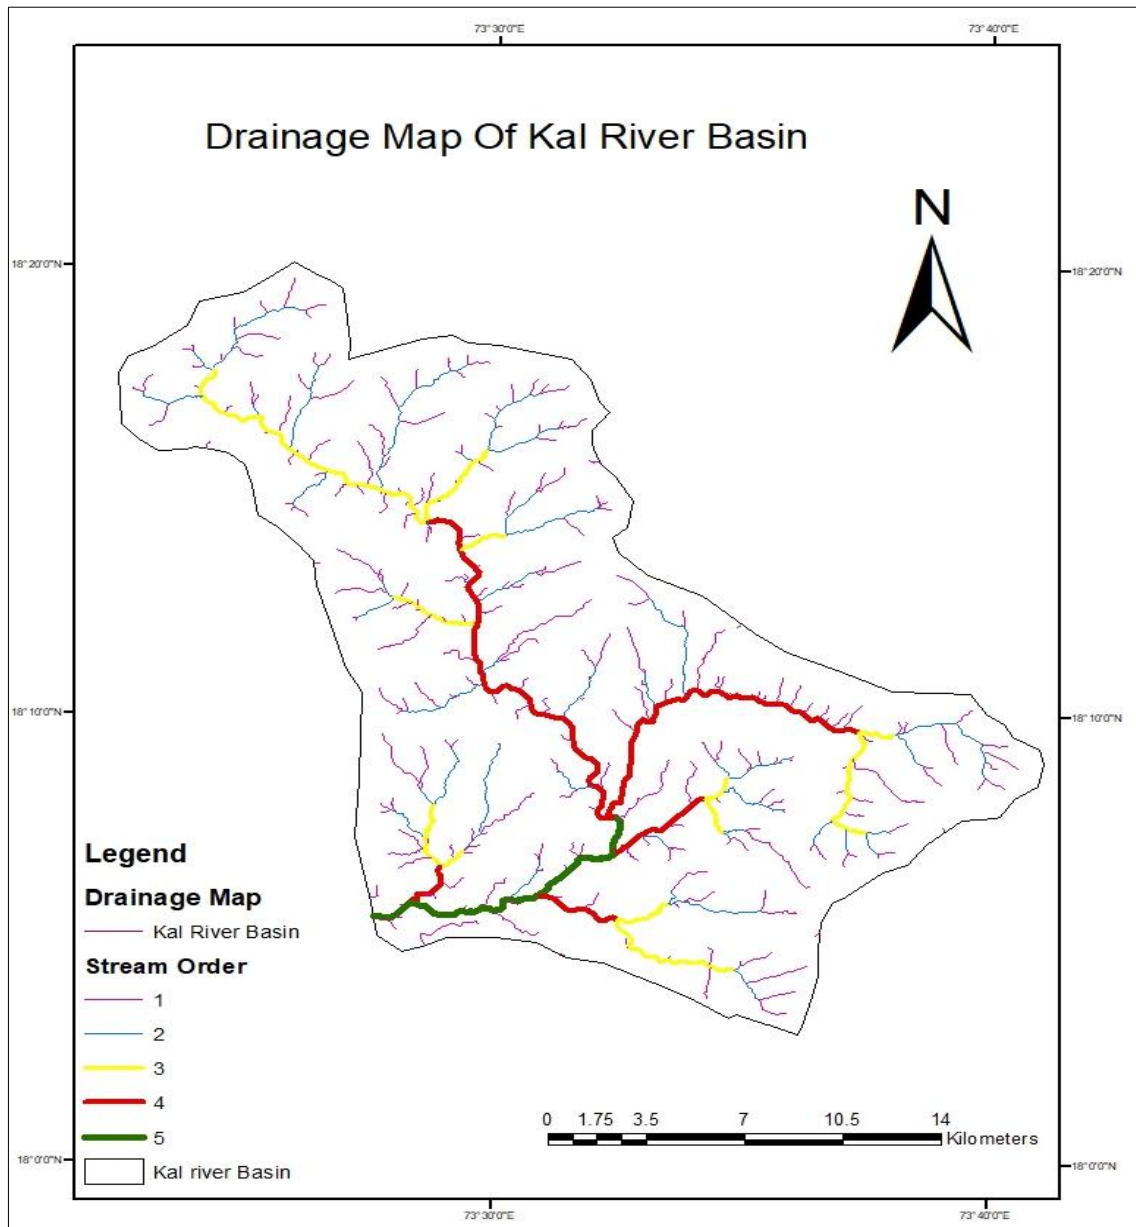 73°30'0"E
73°40'0"E
Drainage Map Of Kal River Basin
N
18°20'0"N
18°20'0"N
18°10'0"N
18°10'0"N
Legend
Drainage Map
Kal River Basin
Stream Order
1
2
3
4
5
Kal river Basin
0 1.75 3.5 7 10.5 14
Kilometers
18°0'0"N
18°0'0"N
73°30'0"E
73°40'0"E